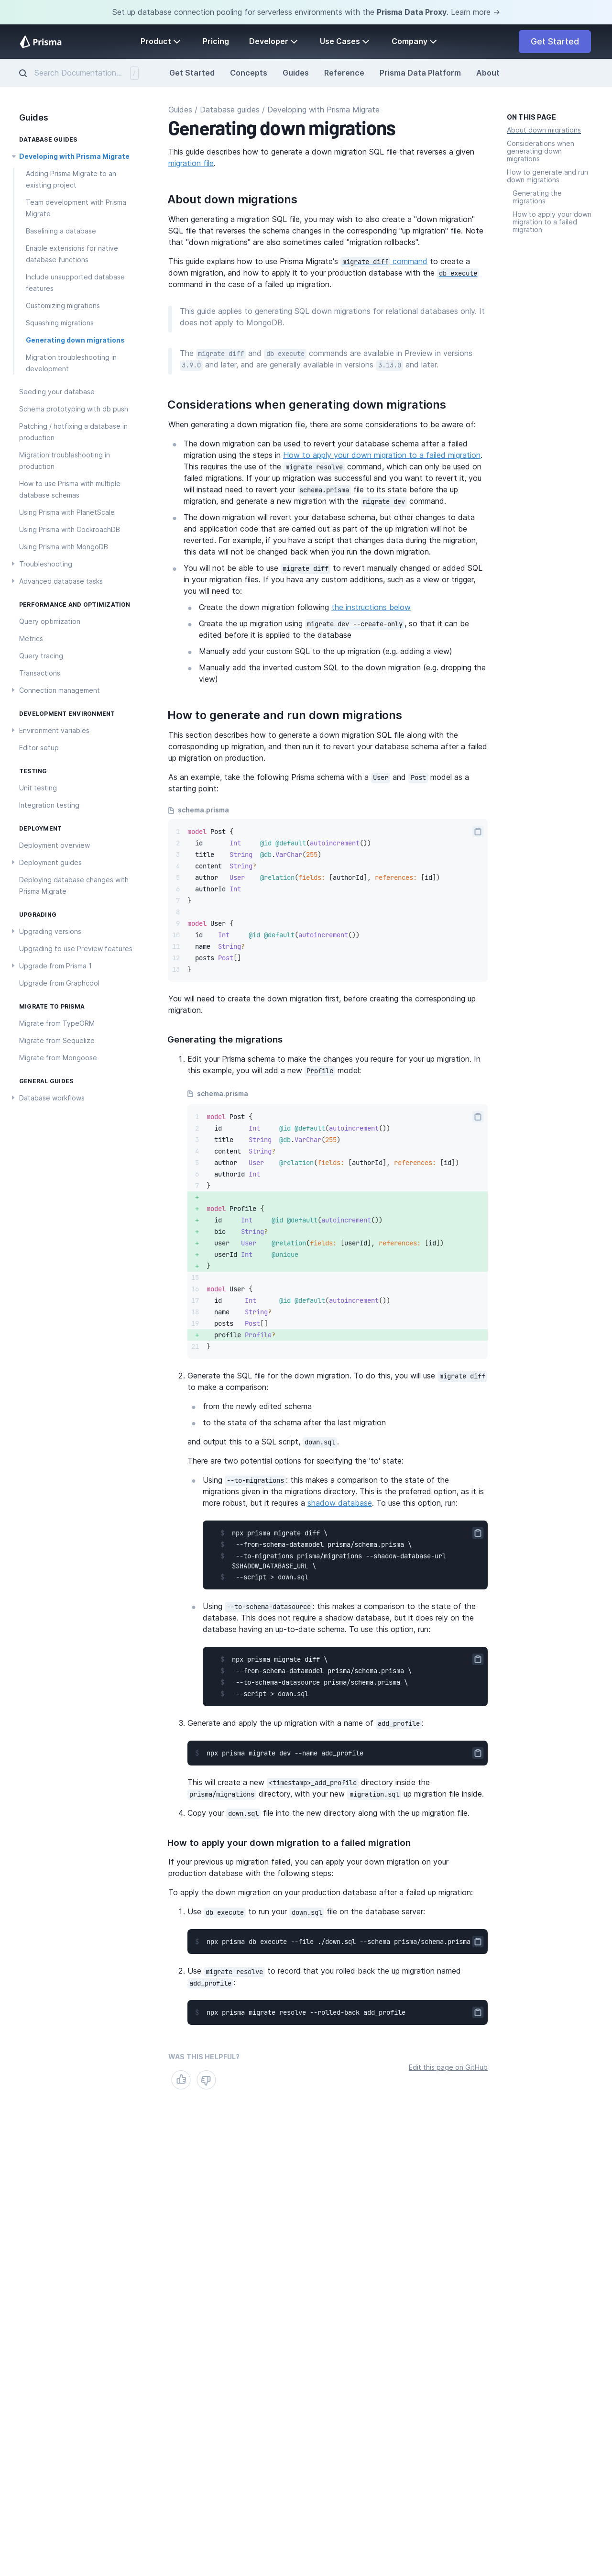 Set up database connection pooling for serverless environments with the Prisma Data Proxy. Learn more →
Prisma
Product
Pricing
Developer
Use Cases
Company
Get Started
Search Documentation... /
Get Started
Concepts
Guides
Reference
Prisma Data Platform
About
Guides
DATABASE GUIDES
Developing with Prisma Migrate
Adding Prisma Migrate to an
existing project
Team development with Prisma
Migrate
Baselining a database
Enable extensions for native
database functions
Include unsupported database
features
Customizing migrations
Squashing migrations
Generating down migrations
Migration troubleshooting in
development
Seeding your database
Schema prototyping with db push
Patching / hotfixing a database in
production
Migration troubleshooting in
production
How to use Prisma with multiple
database schemas
Using Prisma with PlanetScale
Using Prisma with CockroachDB
Using Prisma with MongoDB
Troubleshooting
Advanced database tasks
PERFORMANCE AND OPTIMIZATION
Query optimization
Metrics
Query tracing
Transactions
Connection management
DEVELOPMENT ENVIRONMENT
Environment variables
Editor setup
TESTING
Unit testing
Integration testing
DEPLOYMENT
Deployment overview
Deployment guides
Deploying database changes with
Prisma Migrate
UPGRADING
Upgrading versions
Upgrading to use Preview features
Upgrade from Prisma 1
Upgrade from Graphcool
MIGRATE TO PRISMA
Migrate from TypeORM
Migrate from Sequelize
Migrate from Mongoose
GENERAL GUIDES
Database workflows
Guides / Database guides / Developing with Prisma Migrate
Generating down migrations
This guide describes how to generate a down migration SQL file that reverses a given
migration file.
About down migrations
When generating a migration SQL file, you may wish to also create a "down migration"
SQL file that reverses the schema changes in the corresponding "up migration" file. Note
that "down migrations" are also sometimes called "migration rollbacks".
This guide explains how to use Prisma Migrate's migrate diff command to create a
down migration, and how to apply it to your production database with the db execute
command in the case of a failed up migration.
This guide applies to generating SQL down migrations for relational databases only. It
does not apply to MongoDB.
The migrate diff and db execute commands are available in Preview in versions
3.9.0 and later, and are generally available in versions 3.13.0 and later.
Considerations when generating down migrations
When generating a down migration file, there are some considerations to be aware of:
The down migration can be used to revert your database schema after a failed
migration using the steps in How to apply your down migration to a failed migration.
This requires the use of the migrate resolve command, which can only be used on
failed migrations. If your up migration was successful and you want to revert it, you
will instead need to revert your schema.prisma file to its state before the up
migration, and generate a new migration with the migrate dev command.
The down migration will revert your database schema, but other changes to data
and application code that are carried out as part of the up migration will not be
reverted. For example, if you have a script that changes data during the migration,
this data will not be changed back when you run the down migration.
You will not be able to use migrate diff to revert manually changed or added SQL
in your migration files. If you have any custom additions, such as a view or trigger,
you will need to:
Create the down migration following the instructions below
Create the up migration using migrate dev --create-only, so that it can be
edited before it is applied to the database
Manually add your custom SQL to the up migration (e.g. adding a view)
Manually add the inverted custom SQL to the down migration (e.g. dropping the
view)
How to generate and run down migrations
This section describes how to generate a down migration SQL file along with the
corresponding up migration, and then run it to revert your database schema after a failed
up migration on production.
As an example, take the following Prisma schema with a User and Post model as a
starting point:
schema.prisma
1 model Post {
2 id Int @id @default(autoincrement())
3 title String @db.VarChar(255)
4 content String?
5 author User @relation(fields: [authorId], references: [id])
6 authorId Int
7 }
8
9 model User {
10 id Int @id @default(autoincrement())
11 name String?
12 posts Post[]
13 }
You will need to create the down migration first, before creating the corresponding up
migration.
Generating the migrations
1. Edit your Prisma schema to make the changes you require for your up migration. In
this example, you will add a new Profile model:
schema.prisma
1 model Post {
2 id Int @id @default(autoincrement())
3 title String @db.VarChar(255)
4 content String?
5 author User @relation(fields: [authorId], references: [id])
6 authorId Int
7 }
+
+ model Profile {
+ id Int @id @default(autoincrement())
+ bio String?
+ user User @relation(fields: [userId], references: [id])
+ userId Int @unique
+ }
15
16 model User {
17 id Int @id @default(autoincrement())
18 name String?
19 posts Post[]
+ profile Profile?
21 }
2. Generate the SQL file for the down migration. To do this, you will use migrate diff
to make a comparison:
from the newly edited schema
to the state of the schema after the last migration
and output this to a SQL script, down.sql.
There are two potential options for specifying the 'to' state:
Using --to-migrations: this makes a comparison to the state of the
migrations given in the migrations directory. This is the preferred option, as it is
more robust, but it requires a shadow database. To use this option, run:
$ npx prisma migrate diff \
$ --from-schema-datamodel prisma/schema.prisma \
$ --to-migrations prisma/migrations --shadow-database-url
$SHADOW_DATABASE_URL \
$ --script > down.sql
Using --to-schema-datasource: this makes a comparison to the state of the
database. This does not require a shadow database, but it does rely on the
database having an up-to-date schema. To use this option, run:
$ npx prisma migrate diff \
$ --from-schema-datamodel prisma/schema.prisma \
$ --to-schema-datasource prisma/schema.prisma \
$ --script > down.sql
3. Generate and apply the up migration with a name of add_profile:
$ npx prisma migrate dev --name add_profile
This will create a new <timestamp>_add_profile directory inside the
prisma/migrations directory, with your new migration.sql up migration file inside.
4. Copy your down.sql file into the new directory along with the up migration file.
How to apply your down migration to a failed migration
If your previous up migration failed, you can apply your down migration on your
production database with the following steps:
To apply the down migration on your production database after a failed up migration:
1. Use db execute to run your down.sql file on the database server:
$ npx prisma db execute --file ./down.sql --schema prisma/schema.prisma
2. Use migrate resolve to record that you rolled back the up migration named
add_profile:
$ npx prisma migrate resolve --rolled-back add_profile
WAS THIS HELPFUL?
Edit this page on GitHub
ON THIS PAGE
About down migrations
Considerations when
generating down
migrations
How to generate and run
down migrations
Generating the
migrations
How to apply your down
migration to a failed
migration